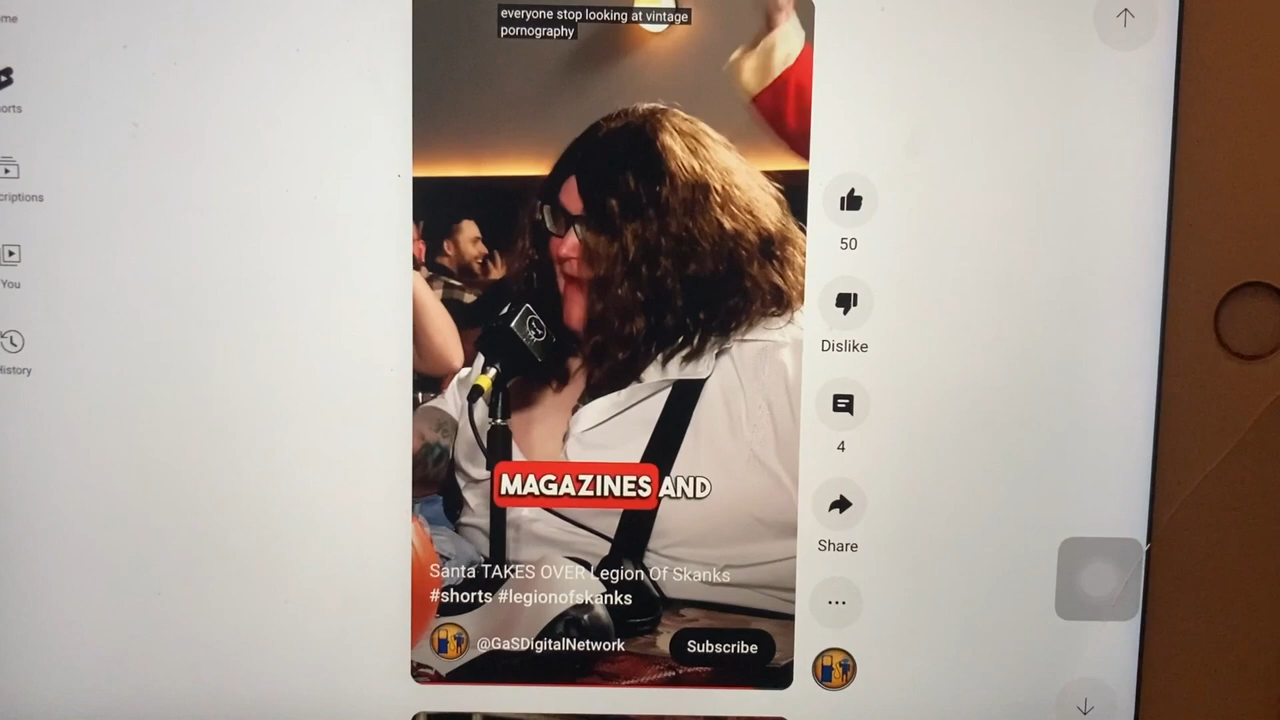 everyone stop looking at vintage
pornography
me
orts
criptions
You
History
50
Dislike
4
Share
MAGAZINES AND
Santa TAKES OVER Legion Of Skanks
#shorts #legionofskanks
@GaSDigitalNetwork
Subscribe